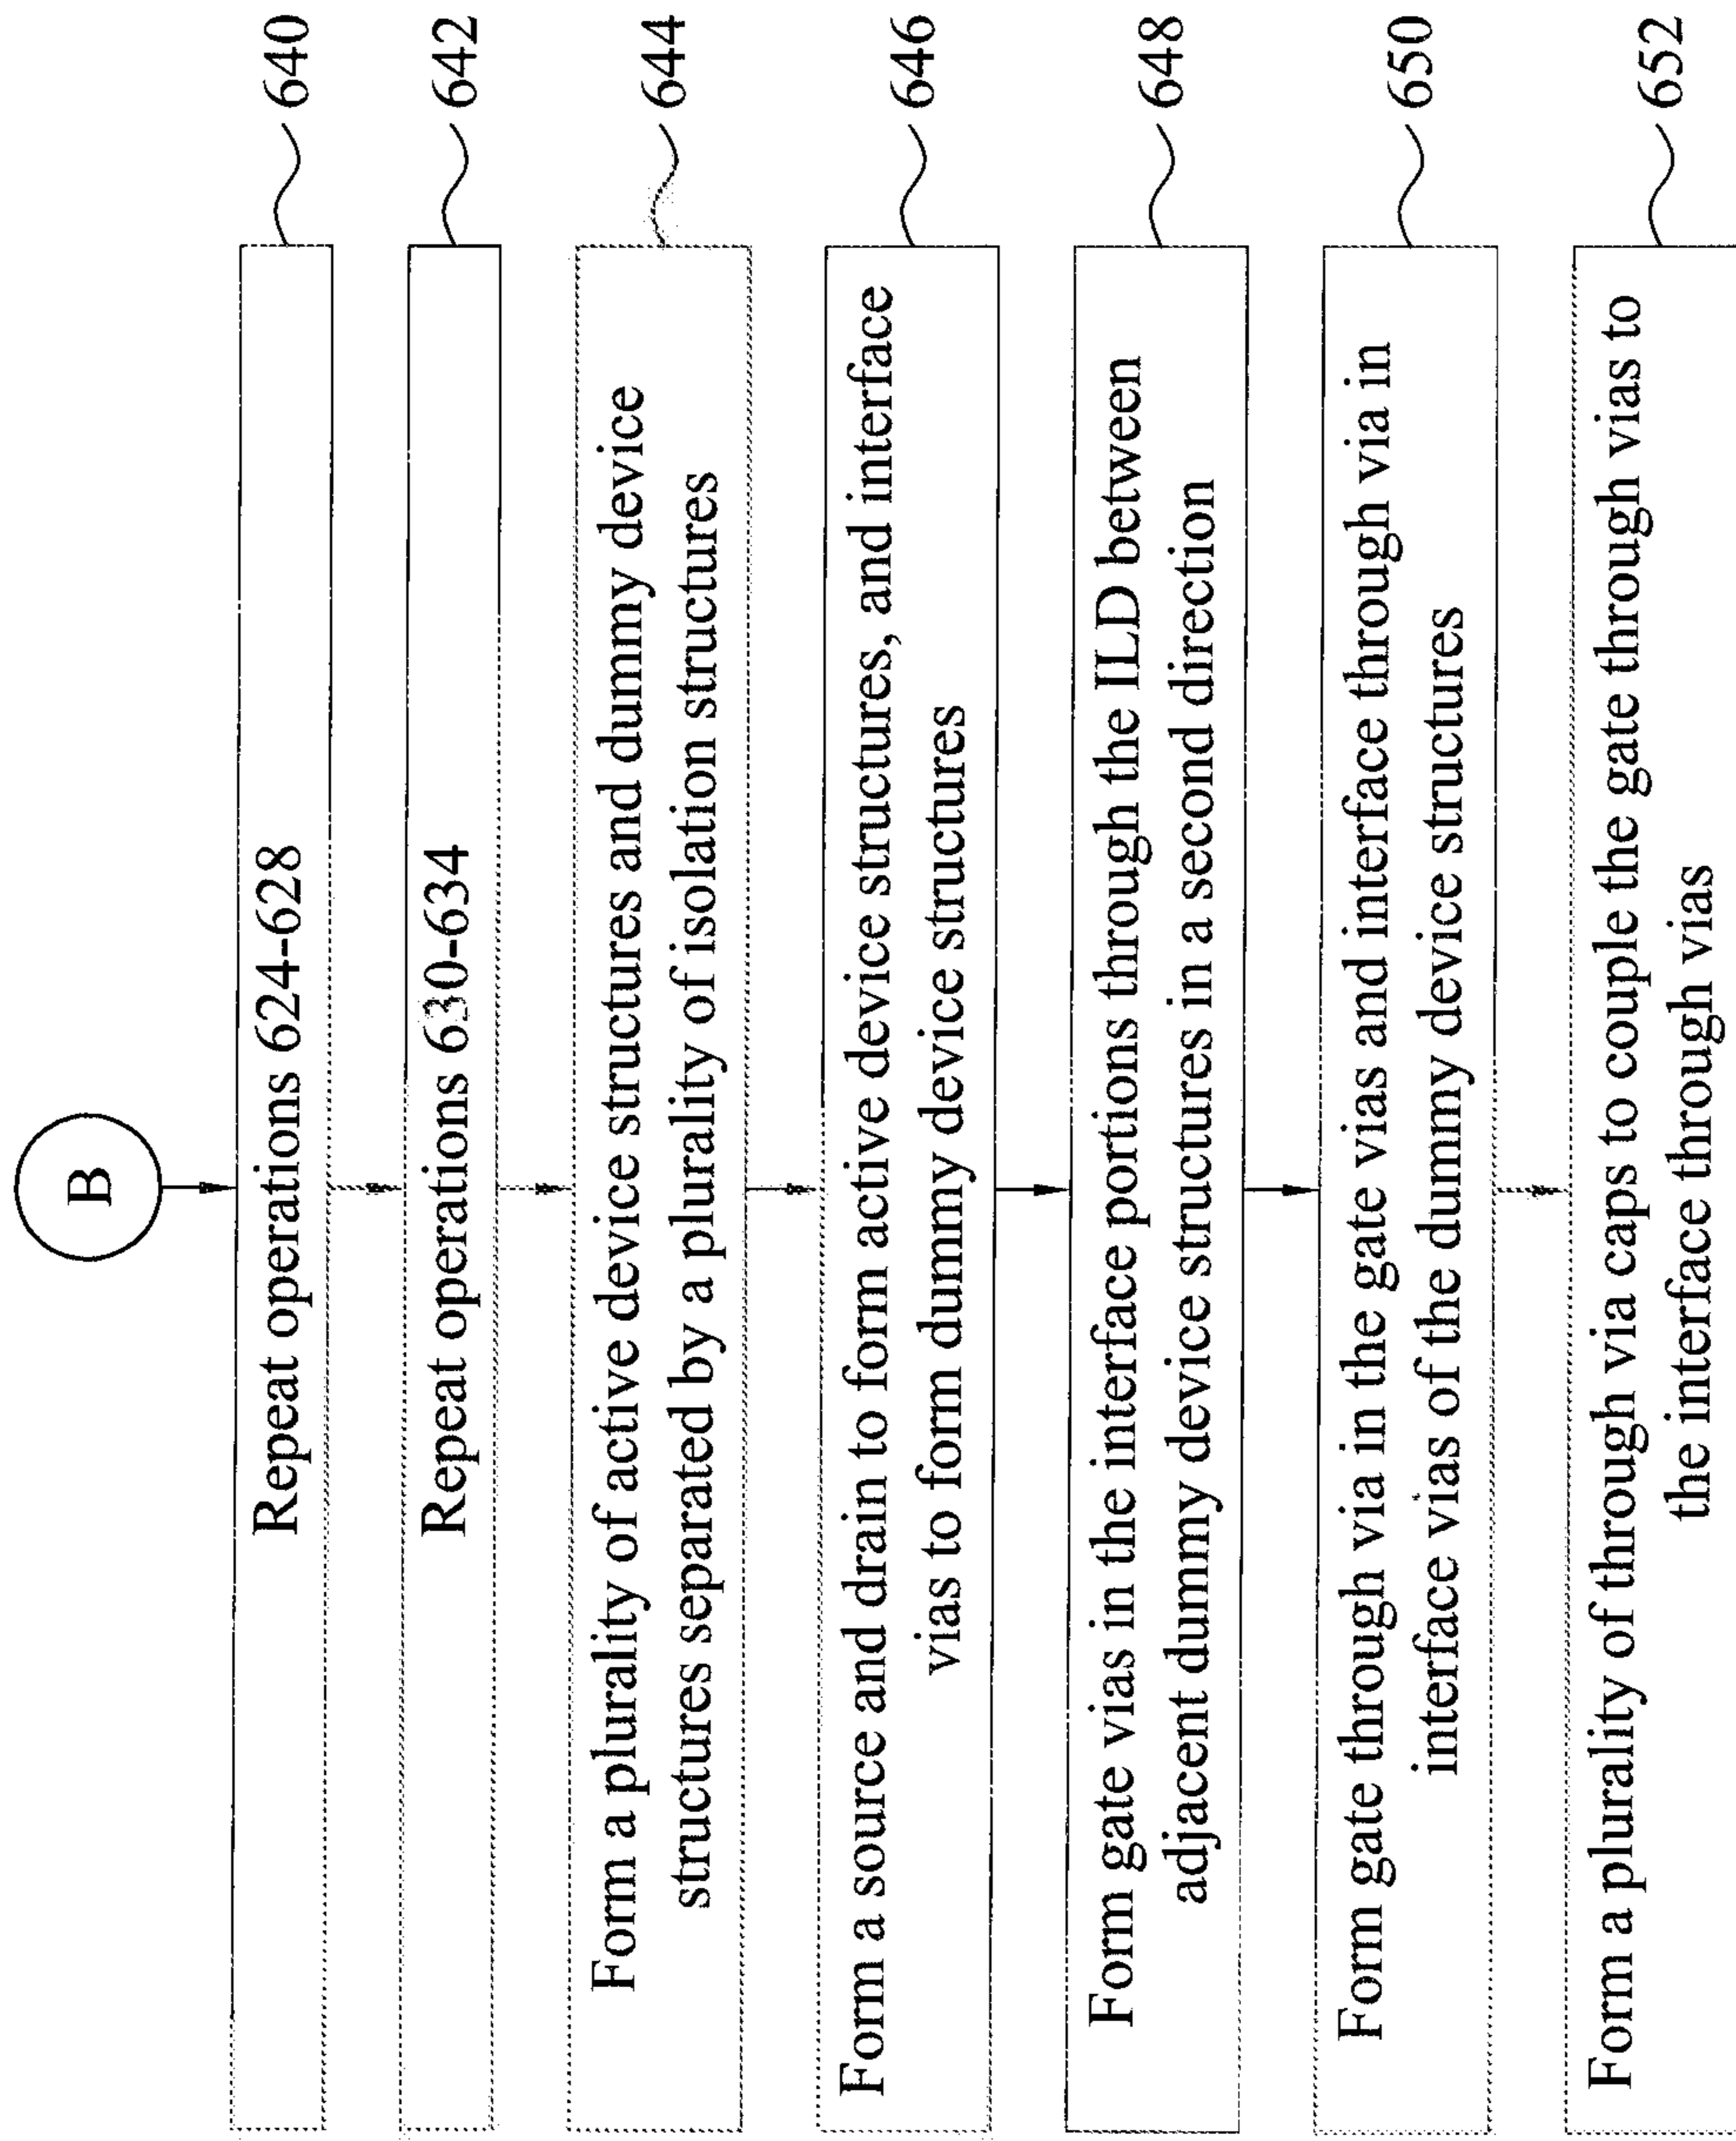 B
Repeat operations 624-628
640
Repeat operations 630-634
642
Form a plurality of active device structures and dummy device
structures separated by a plurality of isolation structures
644
Form a source and drain to form active device structures, and interface
vias to form dummy device structures
646
Form gate vias in the interface portions through the ILD between
adjacent dummy device structures in a second direction
648
Form gate through via in the gate vias and interface through via in
interface vias of the dummy device structures
650
Form a plurality of through via caps to couple the gate through vias to
the interface through vias
652